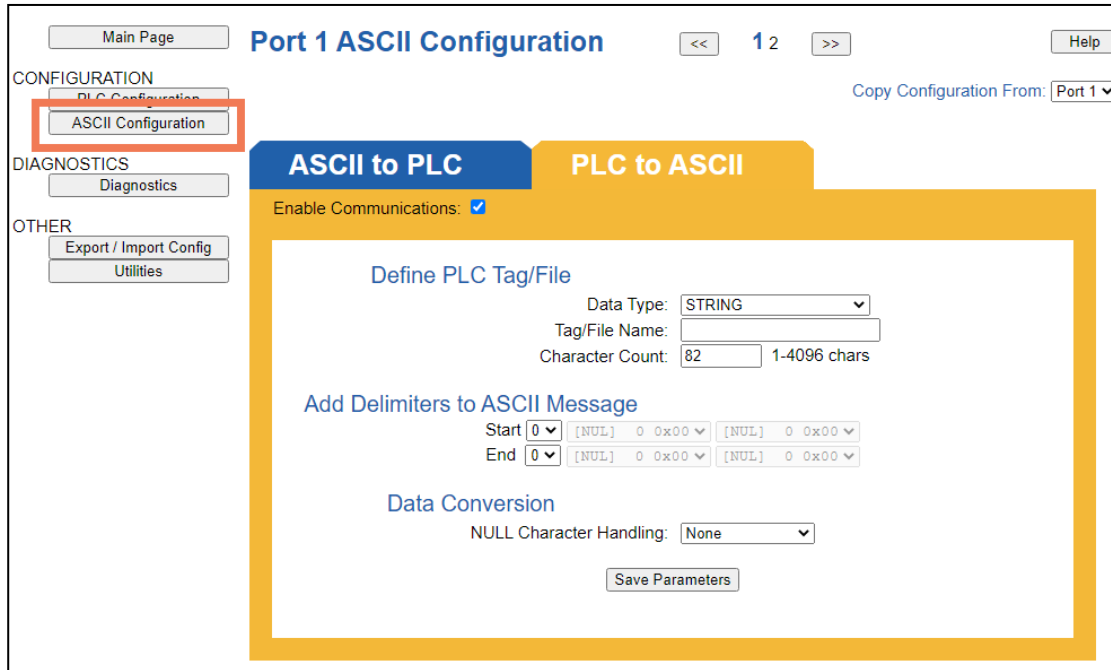 Main Page
Port 1 ASCII Configuration
<< 1 2 >>
Help
CONFIGURATION
PLC Configuration
ASCII Configuration
Copy Configuration From: Port 1
DIAGNOSTICS
Diagnostics
OTHER
Export / Import Config
Utilities
ASCII to PLC
PLC to ASCII
Enable Communications:
Define PLC Tag/File
Data Type: STRING
Tag/File Name:
Character Count: 82 1-4096 chars
Add Delimiters to ASCII Message
Start 0 [NUL] 0 0x00 [NUL] 0 0x00
End 0 [NUL] 0 0x00 [NUL] 0 0x00
Data Conversion
NULL Character Handling: None
Save Parameters